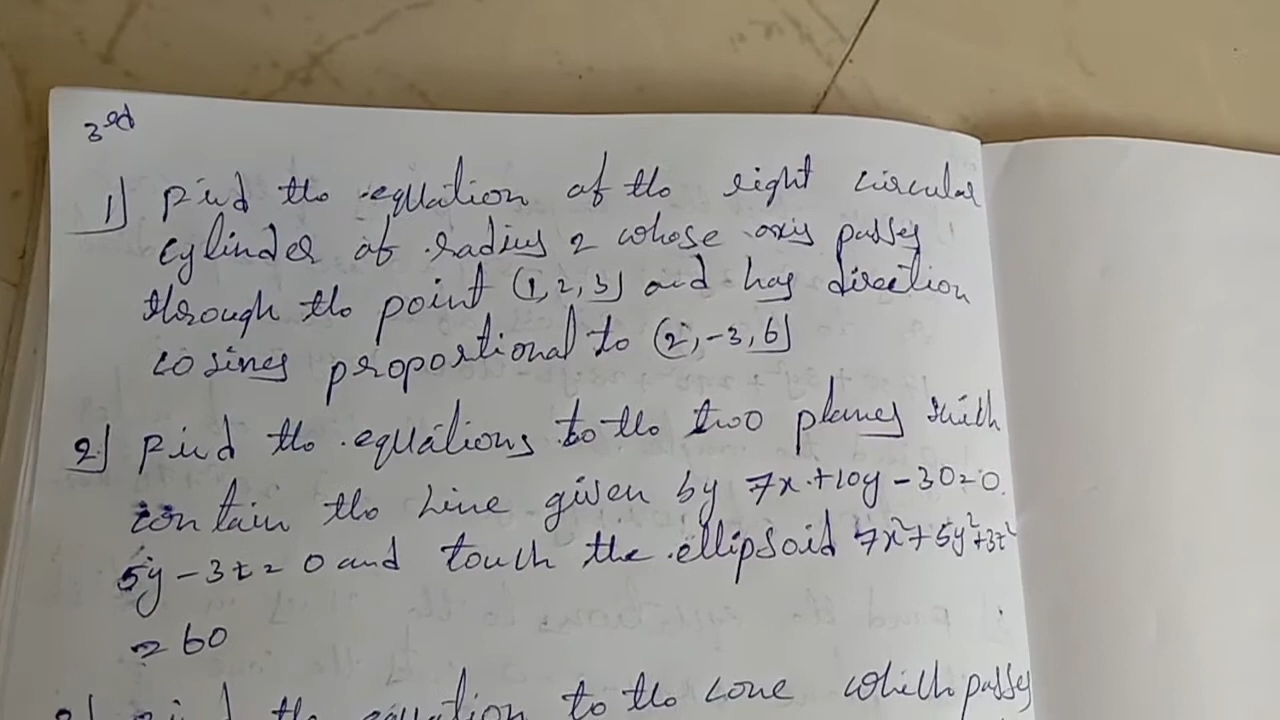 3rd
1) Find the equation of the right circular
cylinder of radius 2 whose axis passes
through the point (1, 2, 3) and has direction
cosines proportional to (2, -3, 6)
2) Find the equations to the two planes which
contain the line given by 7x + 10y - 30 = 0
5y - 3z = 0 and touch the ellipsoid 7x² + 5y² + 3z²
= 60
find the equation to the cone which passes